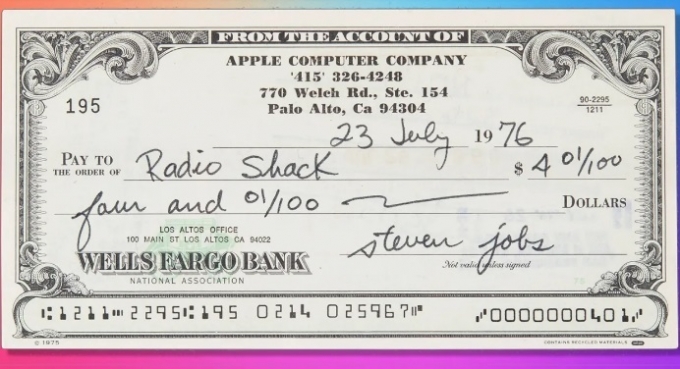 FROM THE ACCOUNT OF
APPLE COMPUTER COMPANY
'415' 326-4248
770 Welch Rd., Ste. 154
Palo Alto, Ca 94304
195
90-2295
1211
23 July 1976
PAY TO THE ORDER OF Radio Shack $ 4 01/100
four and 01/100 DOLLARS
LOS ALTOS OFFICE
100 MAIN ST LOS ALTOS CA 94022
WELLS FARGO BANK
NATIONAL ASSOCIATION
steven jobs
Not valid unless signed
⑆1211⑉2295⑆195 0214 025967⑈ ⑇0000000401⑇
© 1975
CONTAINS RECYCLED MATERIALS